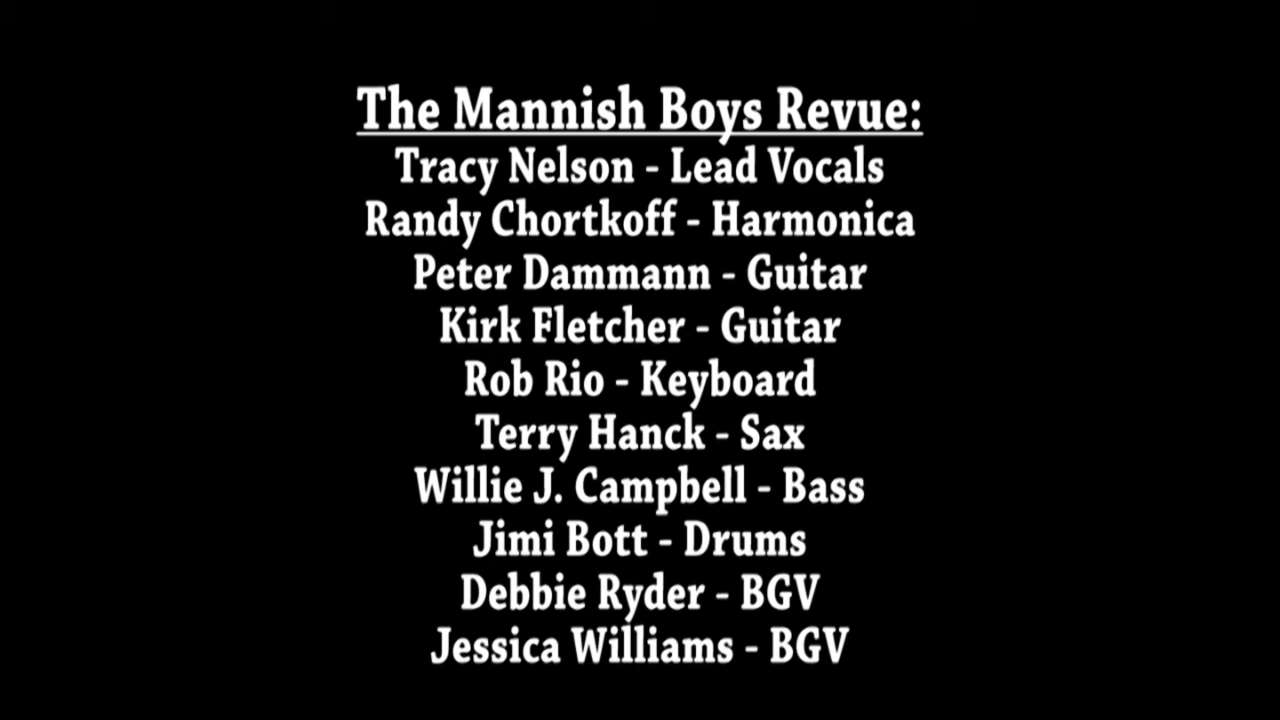 The Mannish Boys Revue:
Tracy Nelson - Lead Vocals
Randy Chortkoff - Harmonica
Peter Dammann - Guitar
Kirk Fletcher - Guitar
Rob Rio - Keyboard
Terry Hanck - Sax
Willie J. Campbell - Bass
Jimi Bott - Drums
Debbie Ryder - BGV
Jessica Williams - BGV